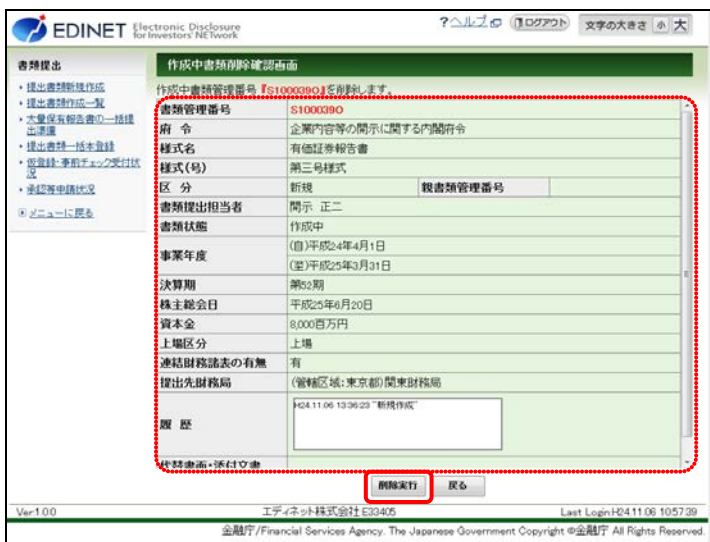 EDINET Electronic Disclosure for Investors' NETwork
?ヘルプ ログアウト 文字の大きさ 小 大
書類提出
・提出書類新規作成
・提出書類作成一覧
・大量保有報告書の一括提出準備
・提出書類一括本登録
・仮登録・事前チェック受付状況
・承認等申請状況
メニューに戻る
作成中書類削除確認画面
作成中書類管理番号『S1000390』を削除します。
書類管理番号 S1000390
府 令 企業内容等の開示に関する内閣府令
様式名 有価証券報告書
様式(号) 第三号様式
区 分 新規 親書類管理番号
書類提出担当者 開示 正二
書類状態 作成中
事業年度 (自)平成24年4月1日
(至)平成25年3月31日
決算期 第52期
株主総会日 平成25年6月20日
資本金 8,000百万円
上場区分 上場
連結財務諸表の有無 有
提出先財務局 (管轄区域:東京都)関東財務局
履 歴 H24.11.06 13:36:23 "新規作成"
代替書面・添付文書
削除実行 戻る
Ver.1.0.0 エディネット株式会社 E33405 Last Login:H24.11.06 10:57:39
金融庁/Financial Services Agency. The Japanese Government Copyright ©金融庁 All Rights Reserved.